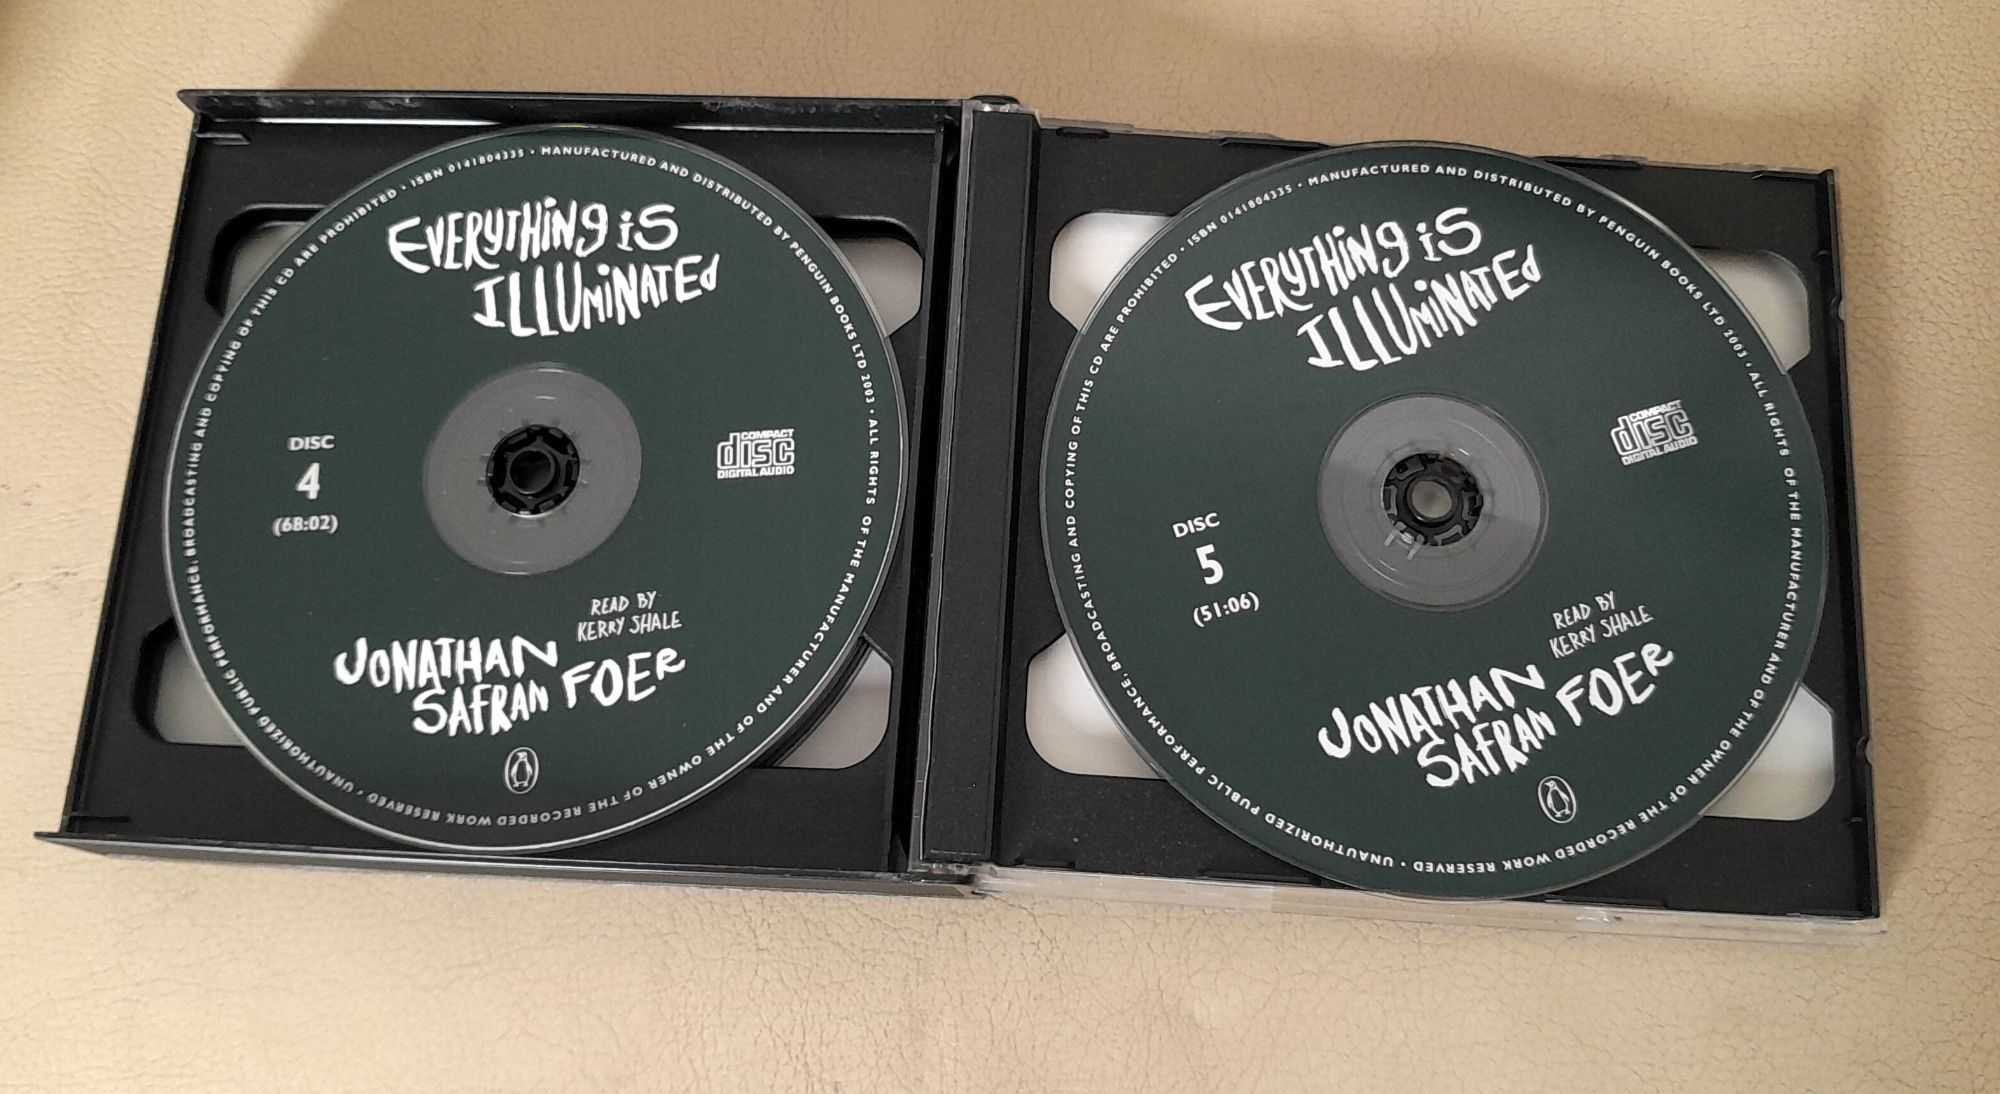 EVERYTHING iS
ILLUMiNATEd
DISC
4
(68:02)
COMPACT
disc
DIGITAL AUDIO
READ BY
KERRY SHALE
JONATHAN
SAFRAN FOER
• ISBN 0141804335 • MANUFACTURED AND DISTRIBUTED BY PENGUIN BOOKS LTD 2003 • ALL RIGHTS OF THE MANUFACTURER AND OF THE OWNER OF THE RECORDED WORK RESERVED • UNAUTHORIZED PUBLIC PERFORMANCE, BROADCASTING AND COPYING OF THIS CD ARE PROHIBITED
EVERYTHING iS
ILLUMiNATEd
DISC
5
(51:06)
COMPACT
disc
DIGITAL AUDIO
READ BY
KERRY SHALE
JONATHAN
SAFRAN FOER
• ISBN 0141804335 • MANUFACTURED AND DISTRIBUTED BY PENGUIN BOOKS LTD 2003 • ALL RIGHTS OF THE MANUFACTURER AND OF THE OWNER OF THE RECORDED WORK RESERVED • UNAUTHORIZED PUBLIC PERFORMANCE, BROADCASTING AND COPYING OF THIS CD ARE PROHIBITED